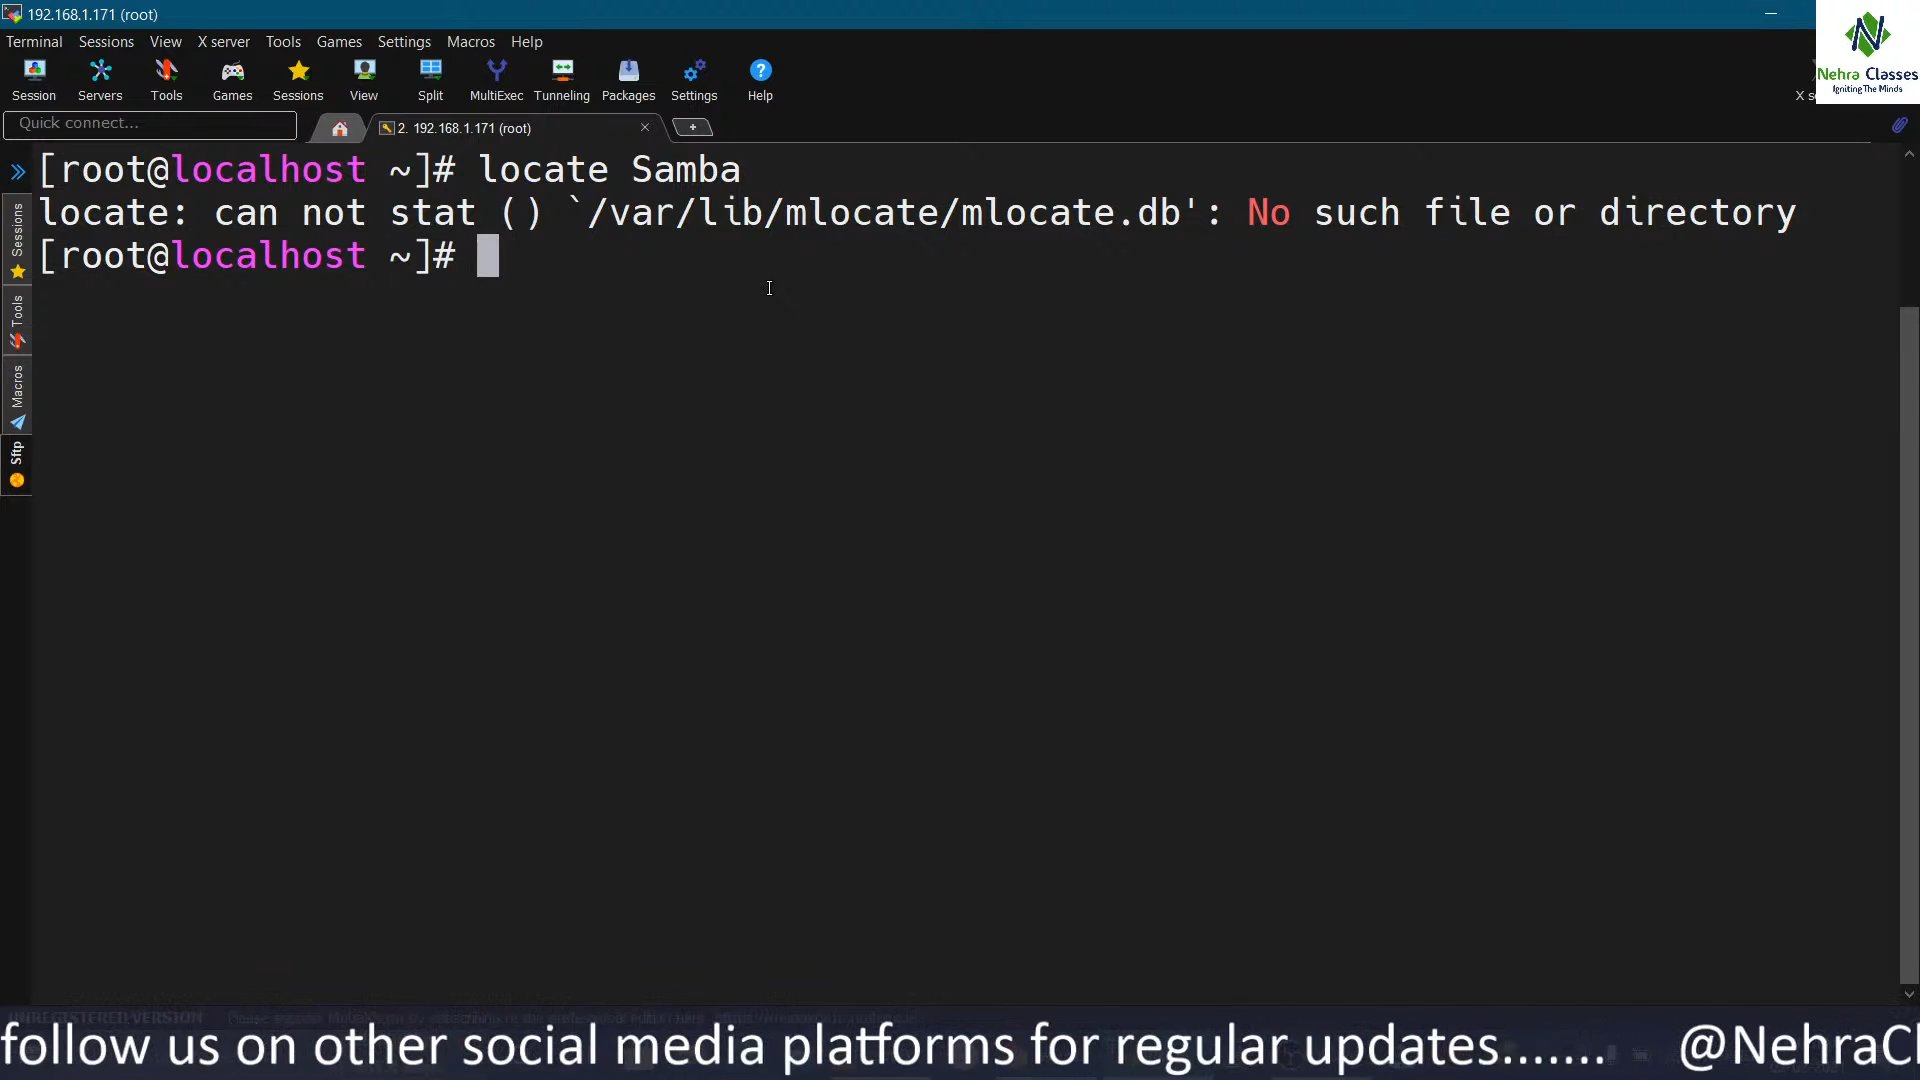 192.168.1.171 (root)
Terminal Sessions View X server Tools Games Settings Macros Help
Session Servers Tools Games Sessions View Split MultiExec Tunneling Packages Settings Help
Nehra Classes
Igniting The Minds
Quick connect...
2. 192.168.1.171 (root)
[root@localhost ~]# locate Samba
locate: can not stat () `/var/lib/mlocate/mlocate.db': No such file or directory
[root@localhost ~]#
Sessions
Tools
Macros
Sftp
UNREGISTERED VERSION
follow us on other social media platforms for regular updates....... @NehraCl